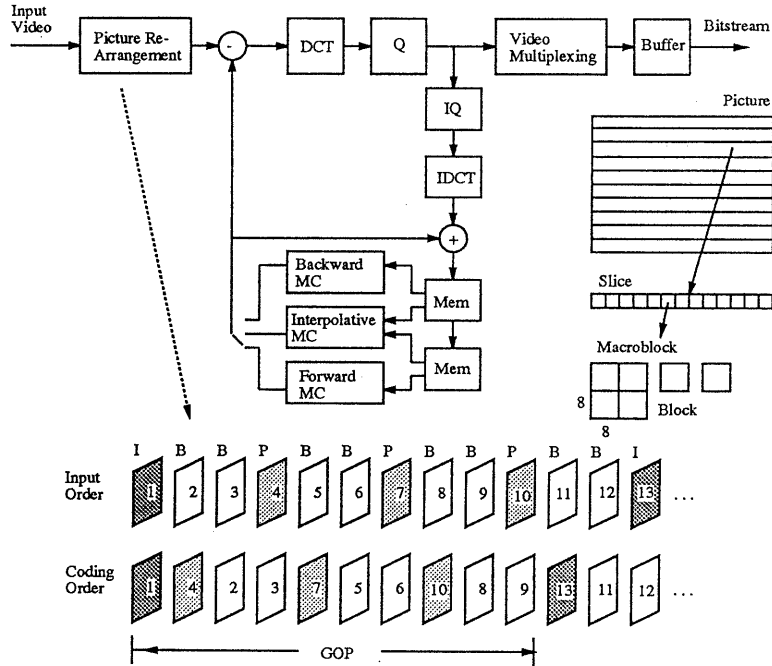 Input
Video
Picture Re-
Arrangement
-
DCT
Q
Video
Multiplexing
Buffer
Bitstream
IQ
IDCT
+
Backward
MC
Interpolative
MC
Forward
MC
Mem
Mem
Picture
Slice
Macroblock
8
8
Block
I B B P B B P B B P B B I
Input
Order
1 2 3 4 5 6 7 8 9 10 11 12 13 ...
Coding
Order
1 4 2 3 7 5 6 10 8 9 13 11 12 ...
GOP